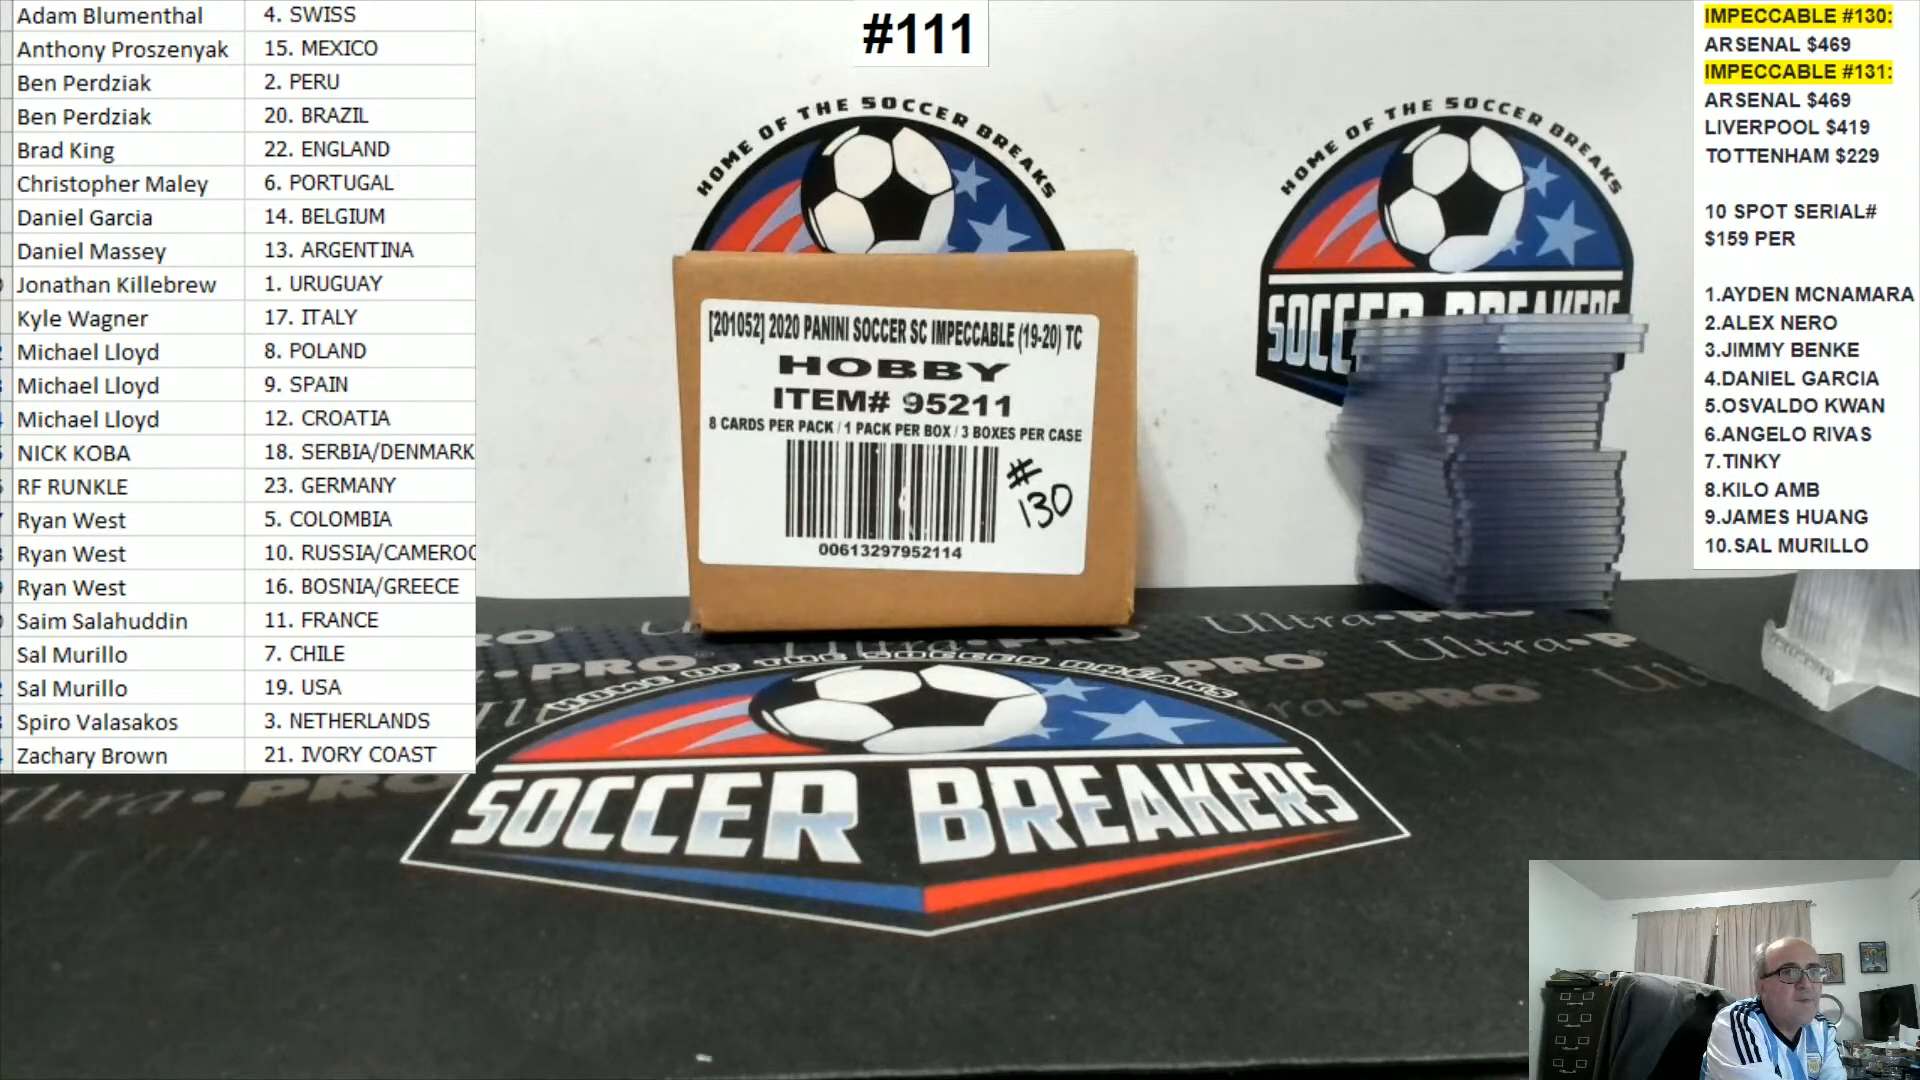 Adam Blumenthal 4. SWISS
Anthony Proszenyak 15. MEXICO
Ben Perdziak 2. PERU
Ben Perdziak 20. BRAZIL
Brad King 22. ENGLAND
Christopher Maley 6. PORTUGAL
Daniel Garcia 14. BELGIUM
Daniel Massey 13. ARGENTINA
Jonathan Killebrew 1. URUGUAY
Kyle Wagner 17. ITALY
Michael Lloyd 8. POLAND
Michael Lloyd 9. SPAIN
Michael Lloyd 12. CROATIA
NICK KOBA 18. SERBIA/DENMARK
RF RUNKLE 23. GERMANY
Ryan West 5. COLOMBIA
Ryan West 10. RUSSIA/CAMEROO
Ryan West 16. BOSNIA/GREECE
Saim Salahuddin 11. FRANCE
Sal Murillo 7. CHILE
Sal Murillo 19. USA
Spiro Valasakos 3. NETHERLANDS
Zachary Brown 21. IVORY COAST
#111
HOME OF THE SOCCER BREAKS
[201052] 2020 PANINI SOCCER SC IMPECCABLE (19-20) TC
HOBBY
ITEM# 95211
8 CARDS PER PACK / 1 PACK PER BOX / 3 BOXES PER CASE
#
130
00613297952114
HOME OF THE SOCCER BREAKS
SOCCER BREAKERS
Ultra•PRO
Ultra•PRO
HOME OF THE SOCCER BREAKS
SOCCER BREAKERS
IMPECCABLE #130:
ARSENAL $469
IMPECCABLE #131:
ARSENAL $469
LIVERPOOL $419
TOTTENHAM $229
10 SPOT SERIAL#
$159 PER
1.AYDEN MCNAMARA
2.ALEX NERO
3.JIMMY BENKE
4.DANIEL GARCIA
5.OSVALDO KWAN
6.ANGELO RIVAS
7.TINKY
8.KILO AMB
9.JAMES HUANG
10.SAL MURILLO